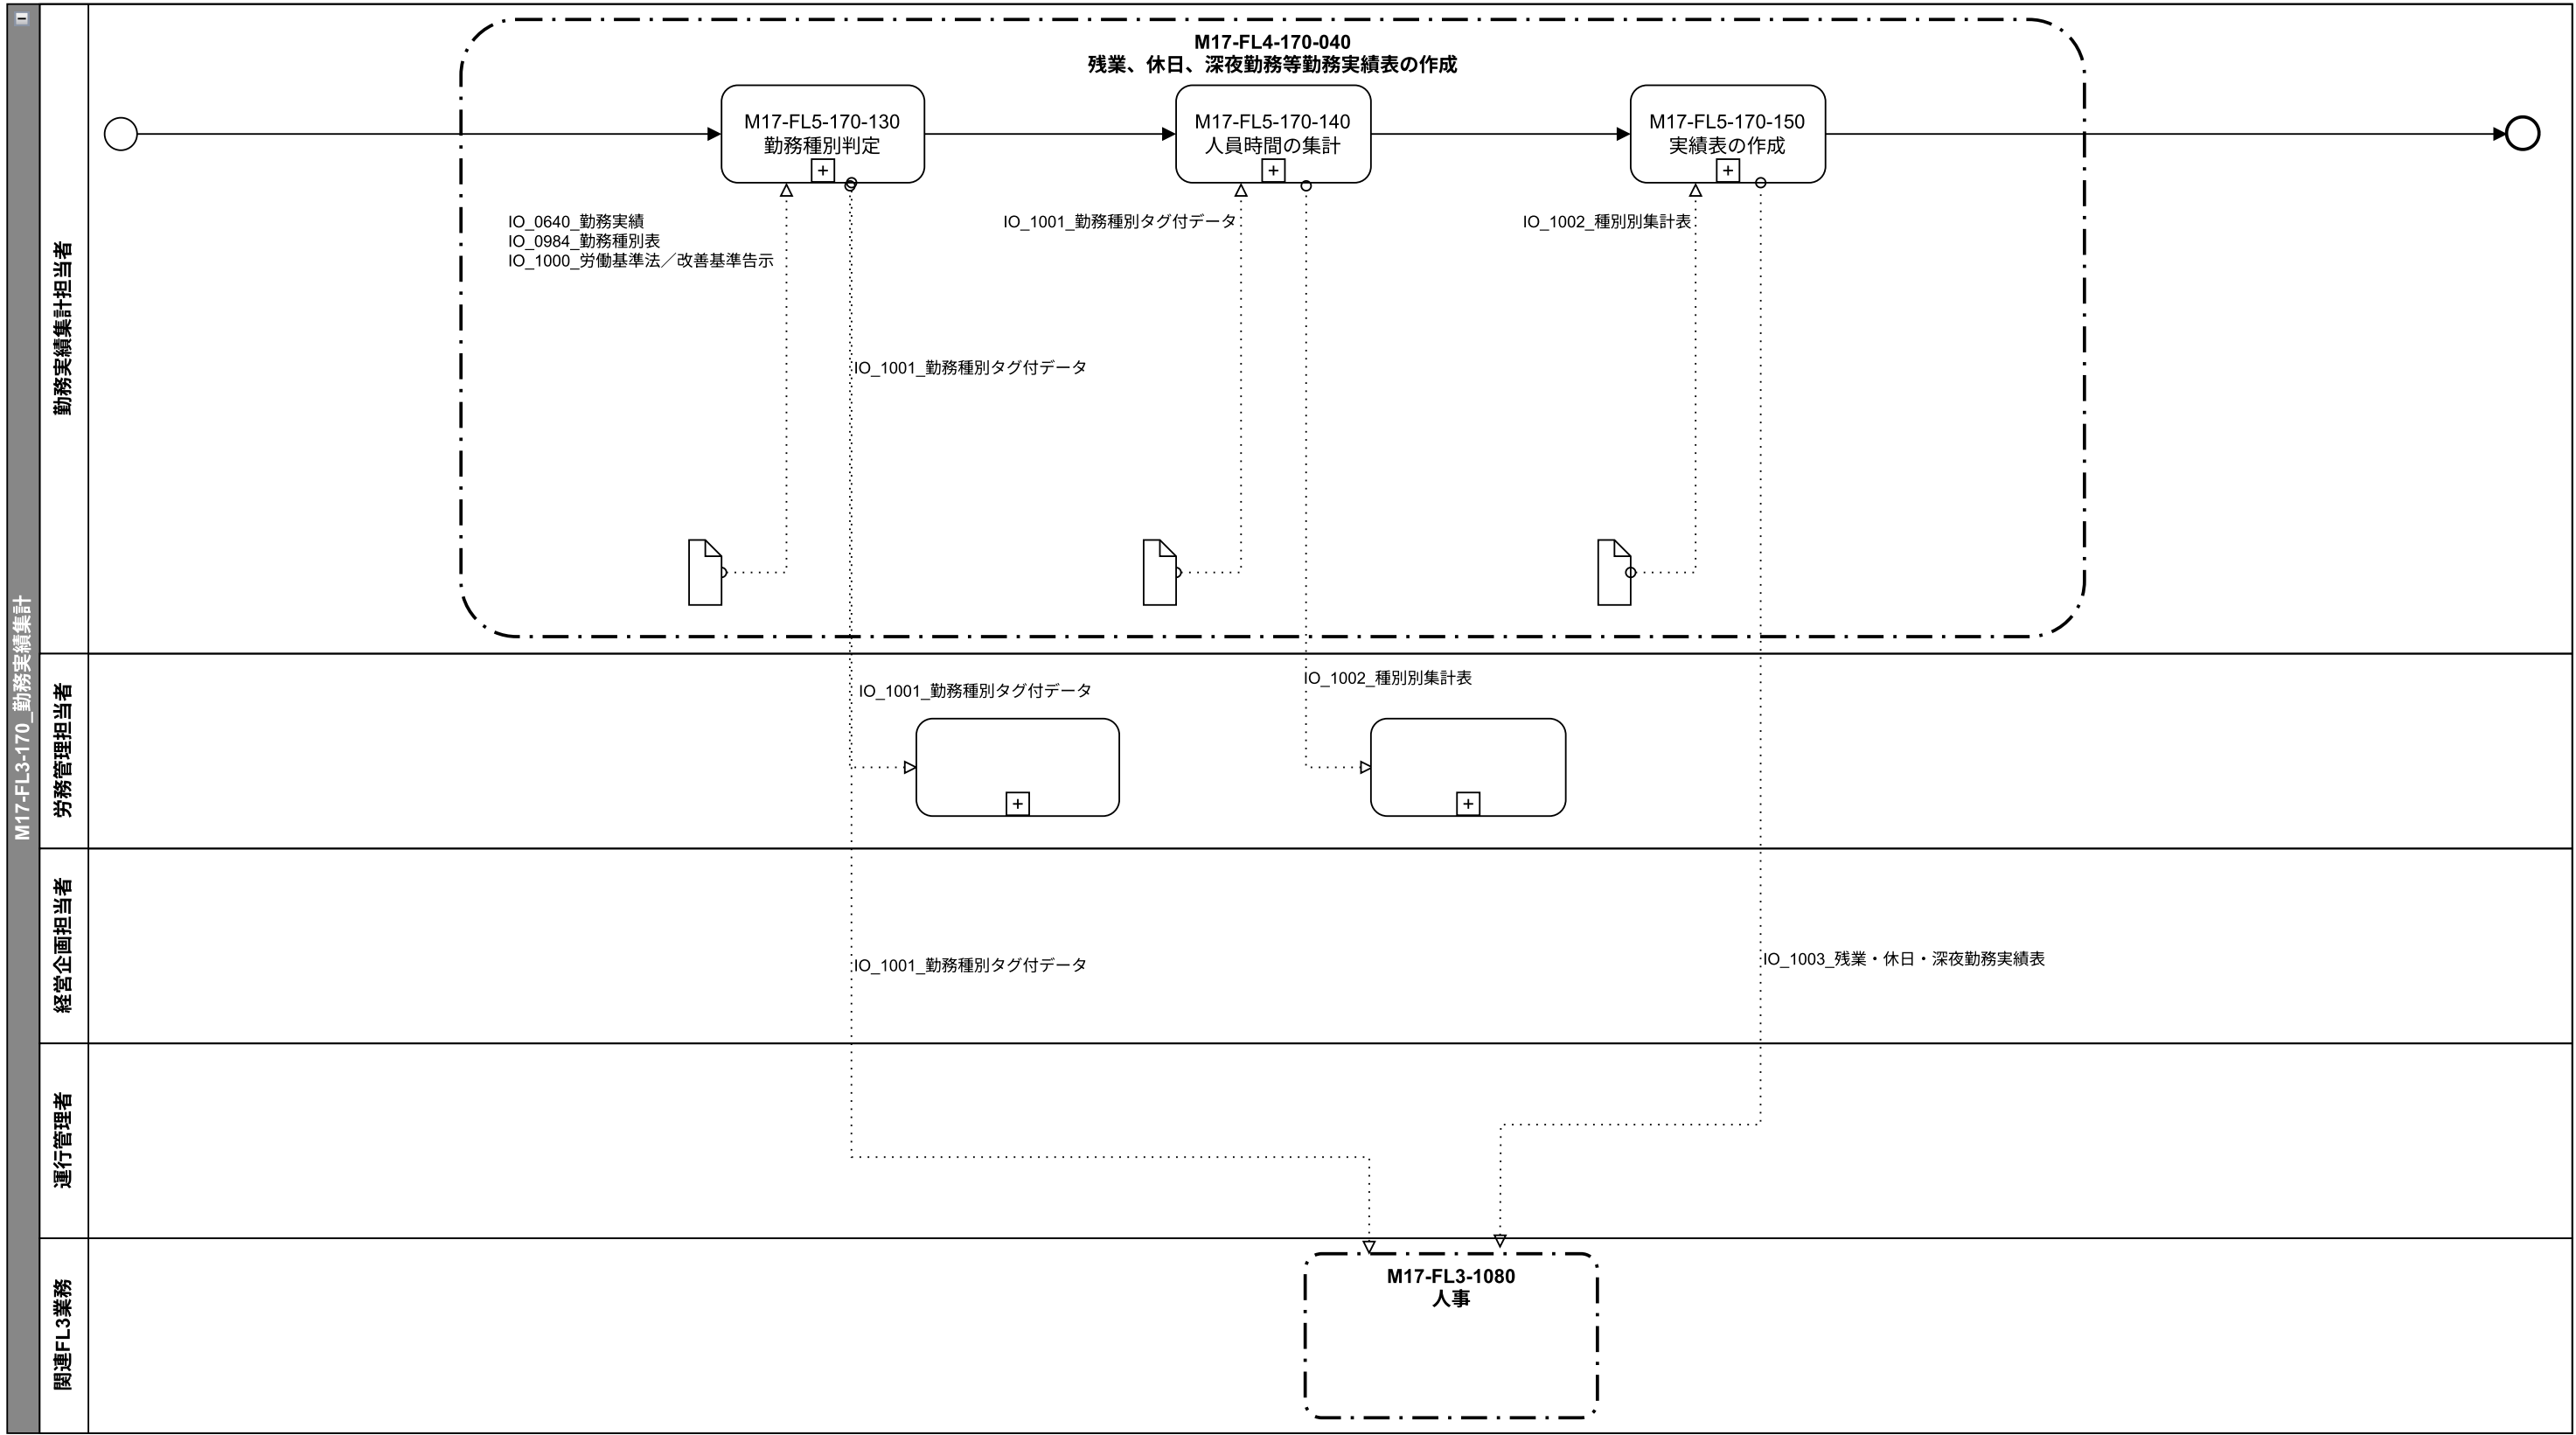 M17-FL3-170_勤務実績集計
勤務実績集計担当者
M17-FL4-170-040
残業、休日、深夜勤務等勤務実績表の作成
M17-FL5-170-130
勤務種別判定
M17-FL5-170-140
人員時間の集計
M17-FL5-170-150
実績表の作成
IO_0640_勤務実績
IO_0984_勤務種別表
IO_1000_労働基準法／改善基準告示
IO_1001_勤務種別タグ付データ
IO_1002_種別別集計表
IO_1001_勤務種別タグ付データ
労務管理担当者
IO_1001_勤務種別タグ付データ
IO_1002_種別別集計表
経営企画担当者
IO_1001_勤務種別タグ付データ
IO_1003_残業・休日・深夜勤務実績表
運行管理者
関連FL3業務
M17-FL3-1080
人事